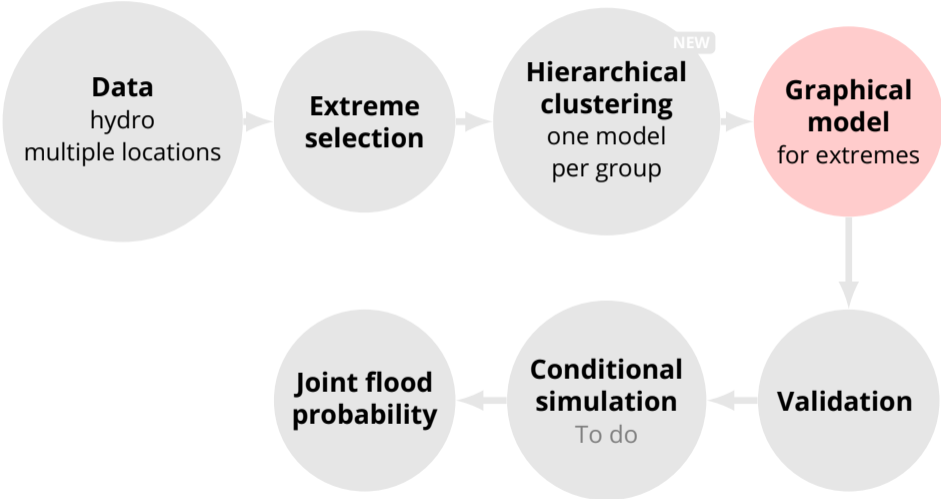 Data
hydro
multiple locations
Extreme
selection
NEW
Hierarchical
clustering
one model
per group
Graphical
model
for extremes
Joint flood
probability
Conditional
simulation
To do
Validation